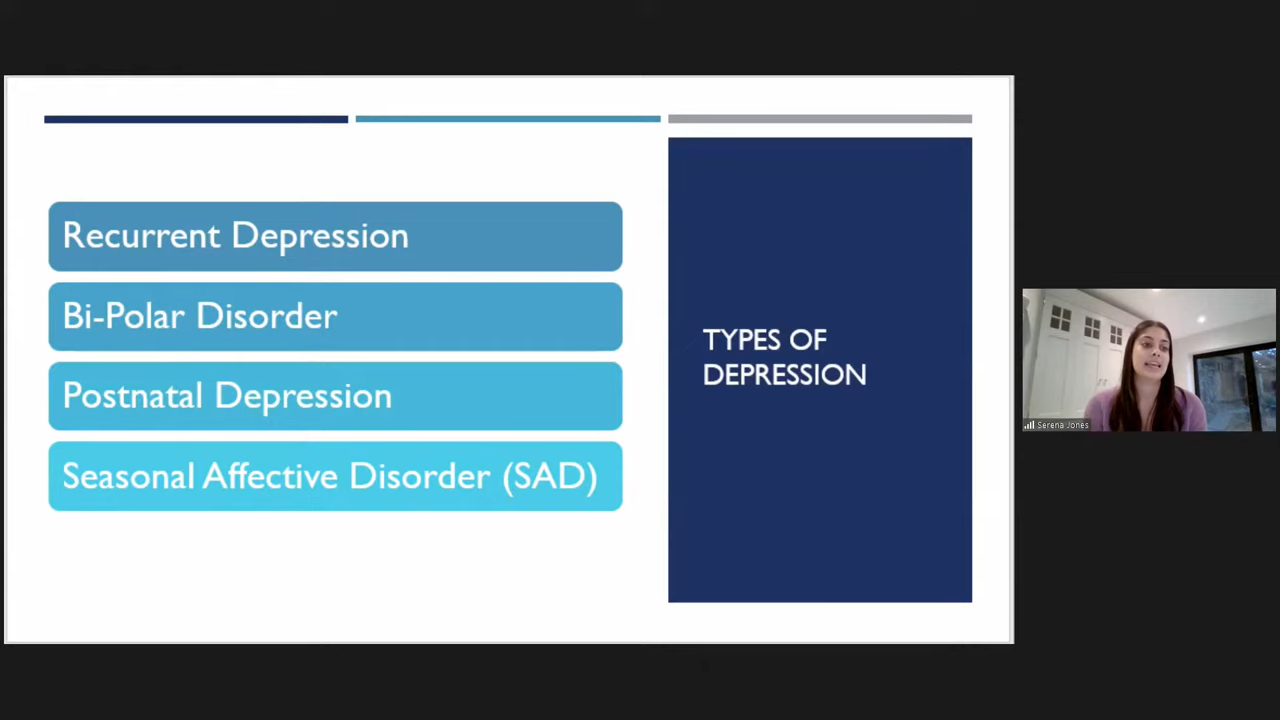 Recurrent Depression
Bi-Polar Disorder
Postnatal Depression
Seasonal Affective Disorder (SAD)
TYPES OF
DEPRESSION
Serena Jones